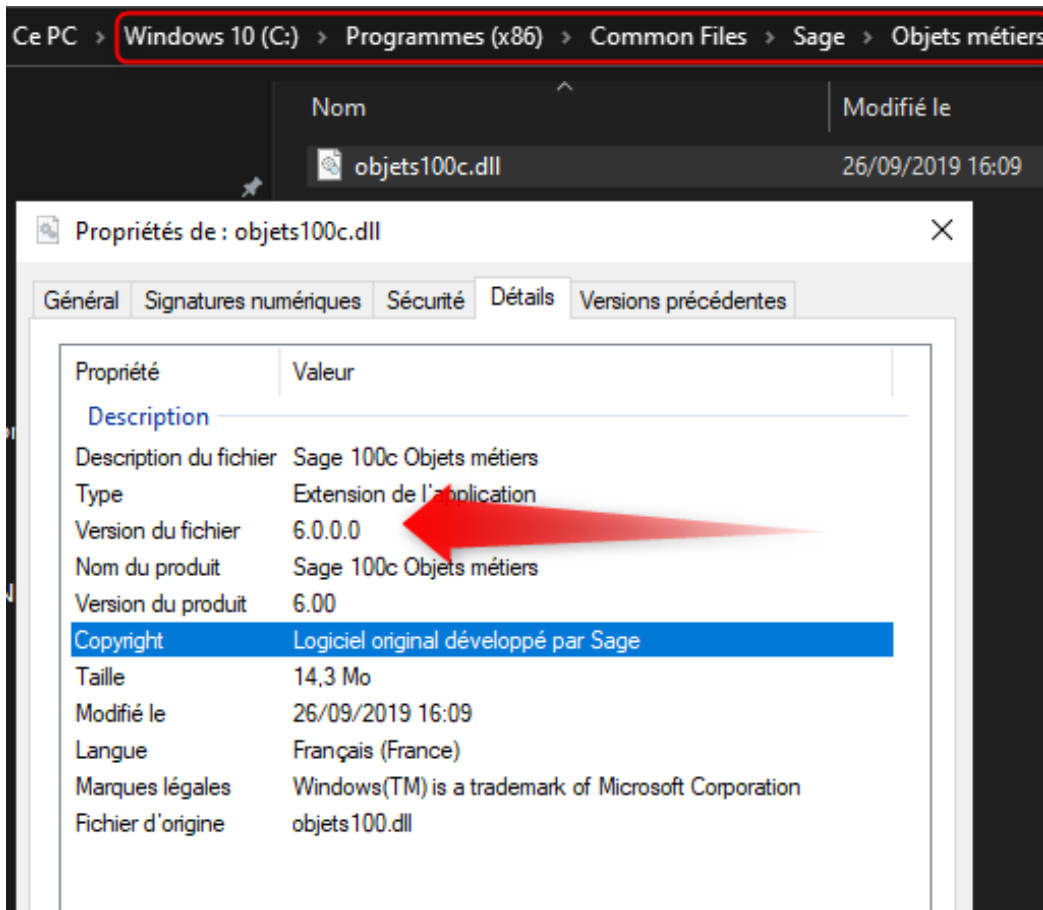 Ce PC > Windows 10 (C:) > Programmes (x86) > Common Files > Sage > Objets métiers
Nom Modifié le
objets100c.dll 26/09/2019 16:09
Propriétés de : objets100c.dll
Général Signatures numériques Sécurité Détails Versions précédentes
Propriété Valeur
Description
Description du fichier Sage 100c Objets métiers
Type Extension de l'application
Version du fichier 6.0.0.0
Nom du produit Sage 100c Objets métiers
Version du produit 6.00
Copyright Logiciel original développé par Sage
Taille 14,3 Mo
Modifié le 26/09/2019 16:09
Langue Français (France)
Marques légales Windows(TM) is a trademark of Microsoft Corporation
Fichier d'origine objets100.dll